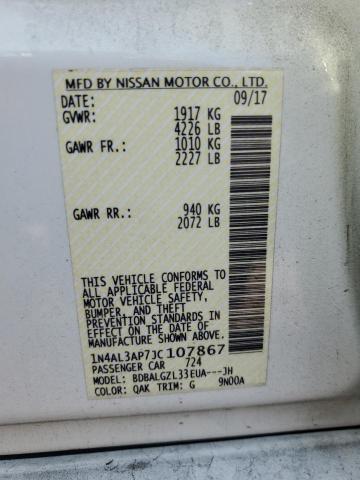 MFD BY NISSAN MOTOR CO., LTD.
DATE: 09/17
GVWR: 1917 KG
4226 LB
GAWR FR.: 1010 KG
2227 LB
GAWR RR.: 940 KG
2072 LB
THIS VEHICLE CONFORMS TO
ALL APPLICABLE FEDERAL
MOTOR VEHICLE SAFETY,
BUMPER, AND THEFT
PREVENTION STANDARDS
IN EFFECT ON THE DATE OF
MANUFACTURE SHOWN ABOVE.
1N4AL3AP7JC107867
PASSENGER CAR 724
MODEL: BDBALGZL33EUA---JH
COLOR: QAK TRIM: G 9N00A